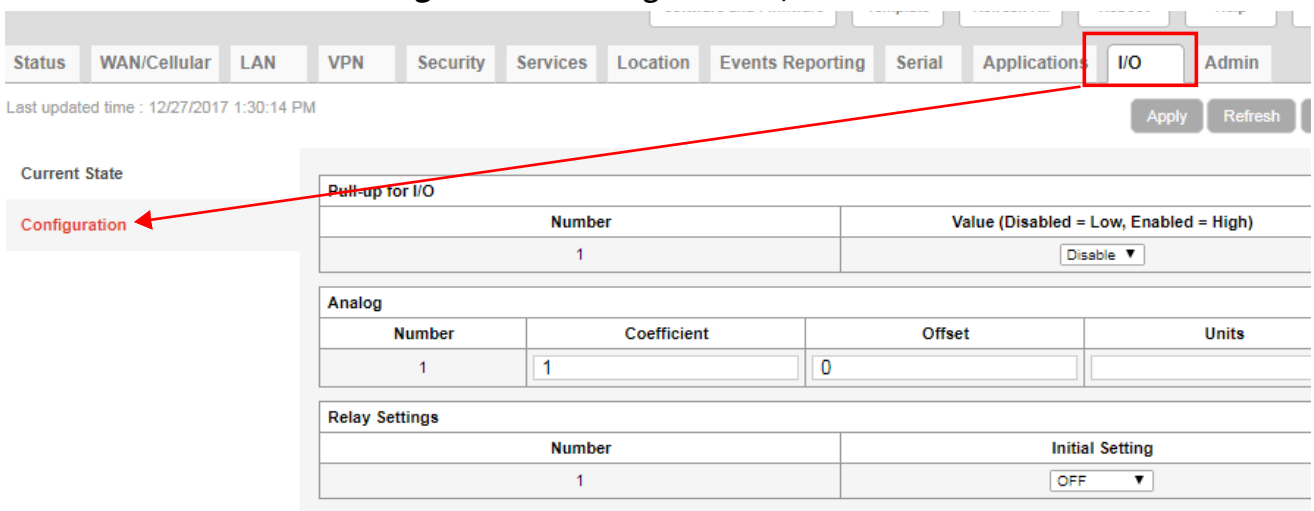 Status WAN/Cellular LAN VPN Security Services Location Events Reporting Serial Applications I/O Admin
Last updated time : 12/27/2017 1:30:14 PM
Apply Refresh
Current State
Configuration
Pull-up for I/O
Number Value (Disabled = Low, Enabled = High)
1 Disable ▼
Analog
Number Coefficient Offset Units
1 1 0
Relay Settings
Number Initial Setting
1 OFF ▼